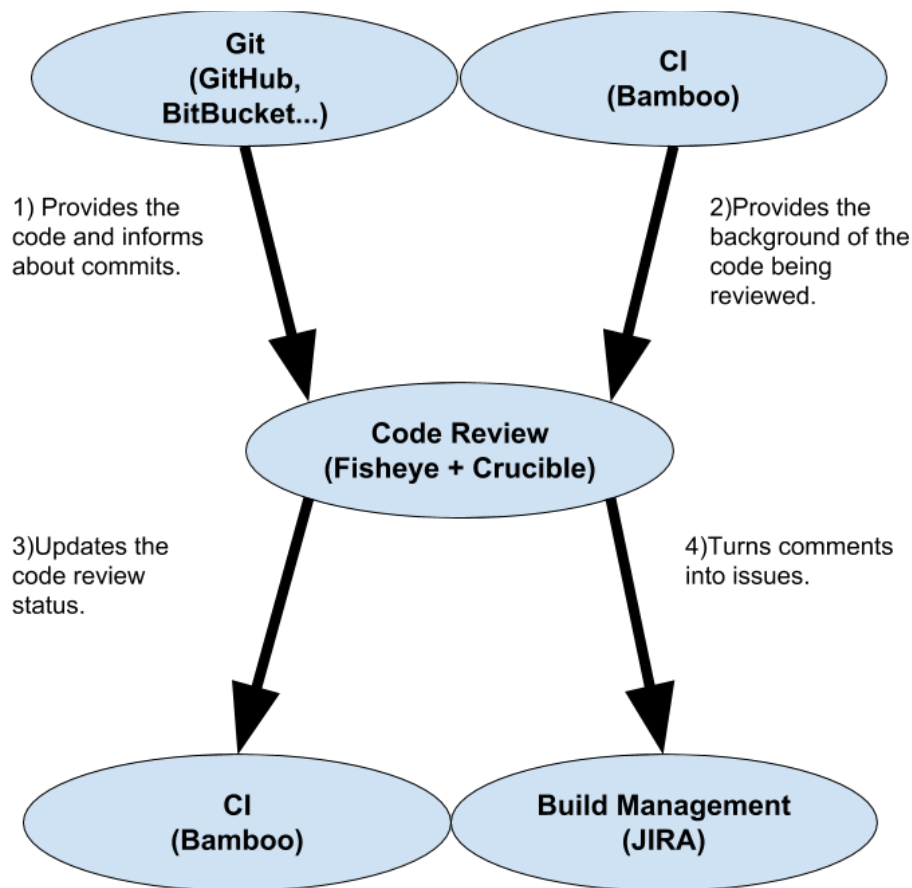 Git
(GitHub,
BitBucket...)
CI
(Bamboo)
1) Provides the
code and informs
about commits.
2)Provides the
background of the
code being
reviewed.
Code Review
(Fisheye + Crucible)
3)Updates the
code review
status.
4)Turns comments
into issues.
CI
(Bamboo)
Build Management
(JIRA)